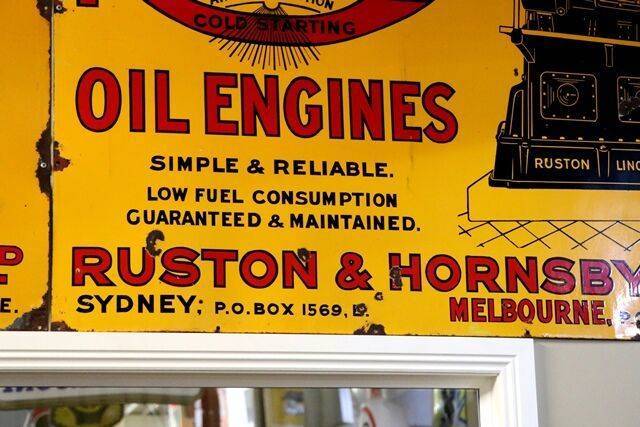 COLD STARTING
OIL ENGINES
SIMPLE & RELIABLE.
LOW FUEL CONSUMPTION
GUARANTEED & MAINTAINED.
RUSTON
RUSTON & HORNSBY
SYDNEY; P.O.BOX 1569,
MELBOURNE,